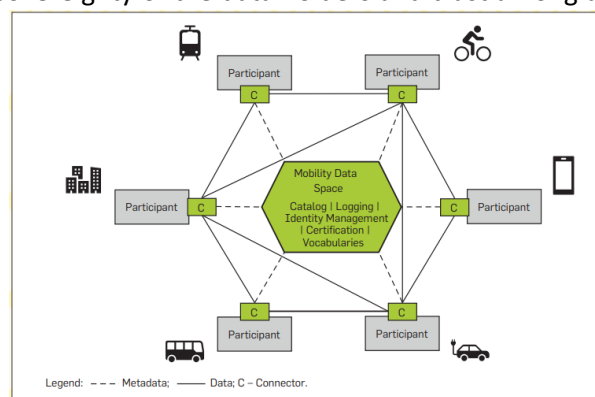 Participant
Participant
C
C
Mobility Data
Space
Catalog | Logging |
Identity Management
| Certification |
Vocabularies
Participant
C
C
Participant
C
C
Participant
Participant
Legend: --- Metadata; —— Data; C – Connector.